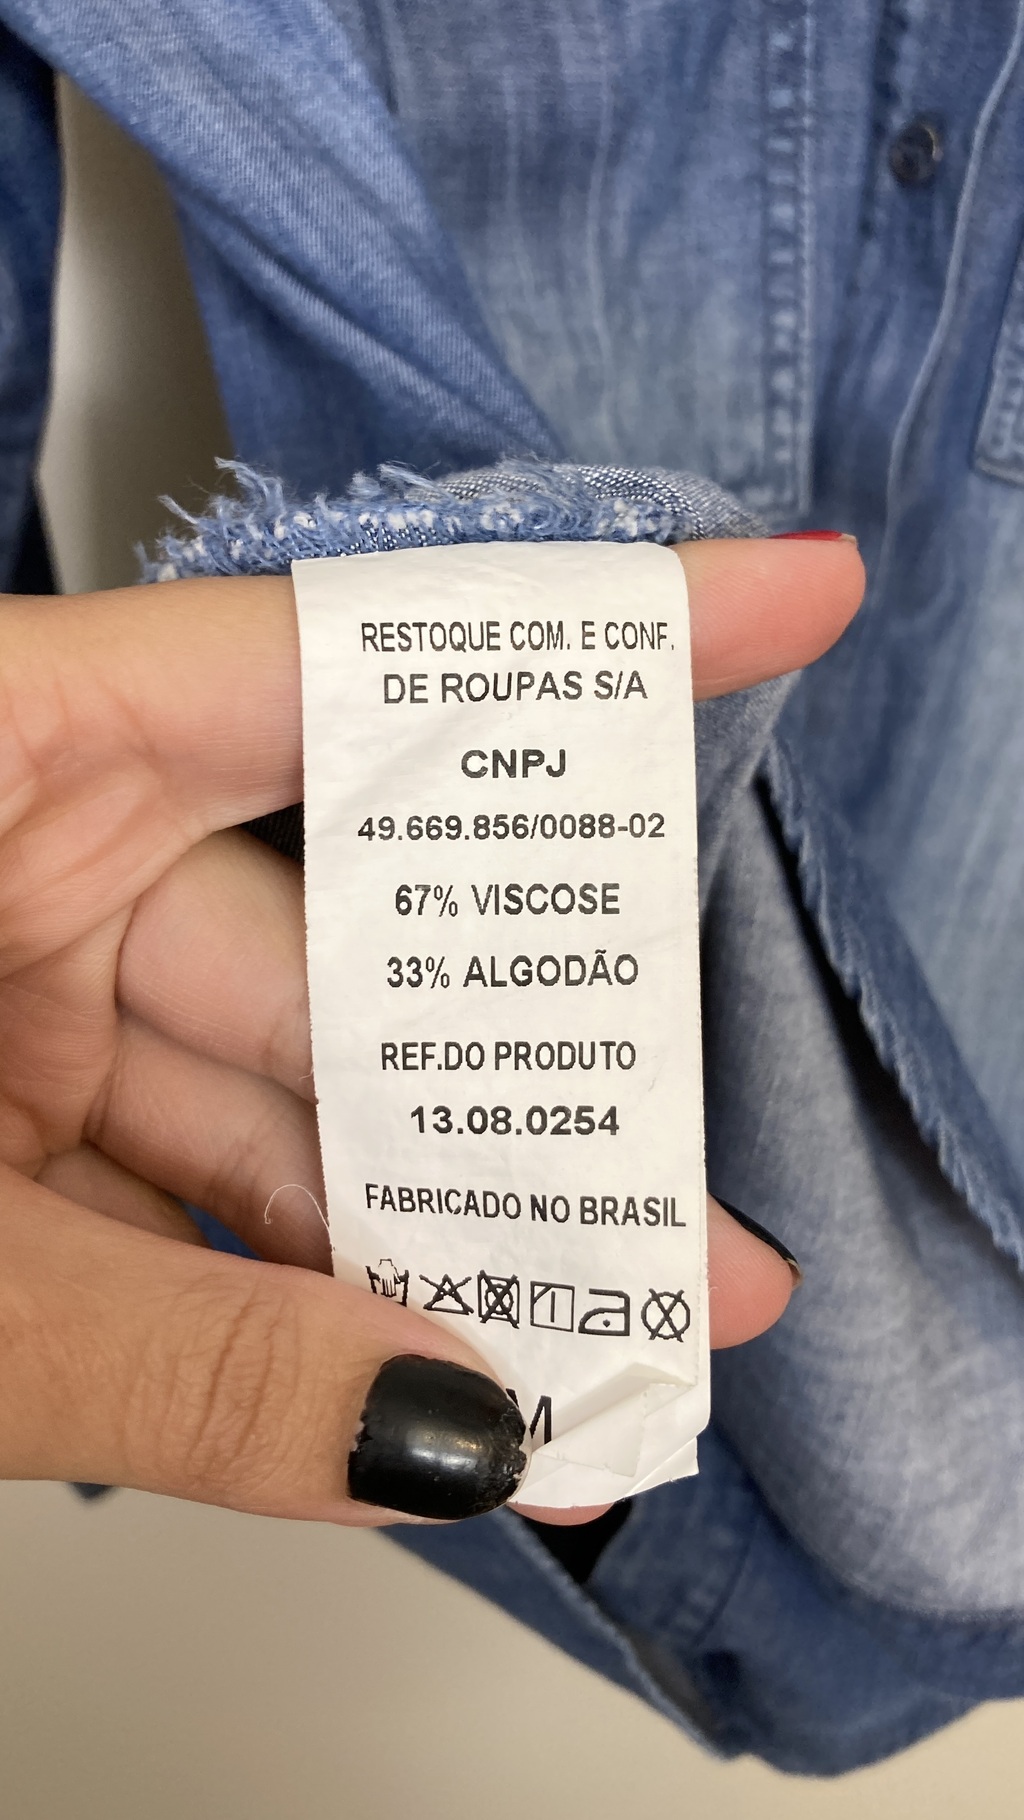 RESTOQUE COM. E CONF.
DE ROUPAS S/A
CNPJ
49.669.856/0088-02
67% VISCOSE
33% ALGODÃO
REF.DO PRODUTO
13.08.0254
FABRICADO NO BRASIL
M